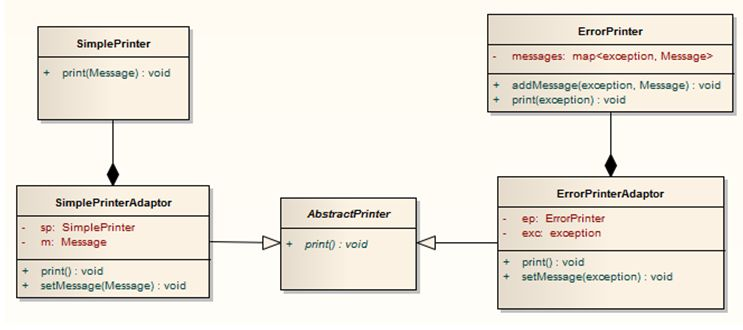 SimplePrinter
+ print(Message) : void
ErrorPrinter
- messages: map<exception, Message>
+ addMessage(exception, Message) : void
+ print(exception) : void
SimplePrinterAdaptor
- sp: SimplePrinter
- m: Message
+ print() : void
+ setMessage(Message) : void
AbstractPrinter
+ print() : void
ErrorPrinterAdaptor
- ep: ErrorPrinter
- exc: exception
+ print() : void
+ setMessage(exception) : void